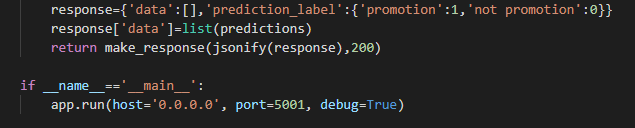 response={'data':[],'prediction_label':{'promotion':1,'not promotion':0}}
response['data']=list(predictions)
return make_response(jsonify(response),200)
if __name__=='__main__':
app.run(host='0.0.0.0', port=5001, debug=True)